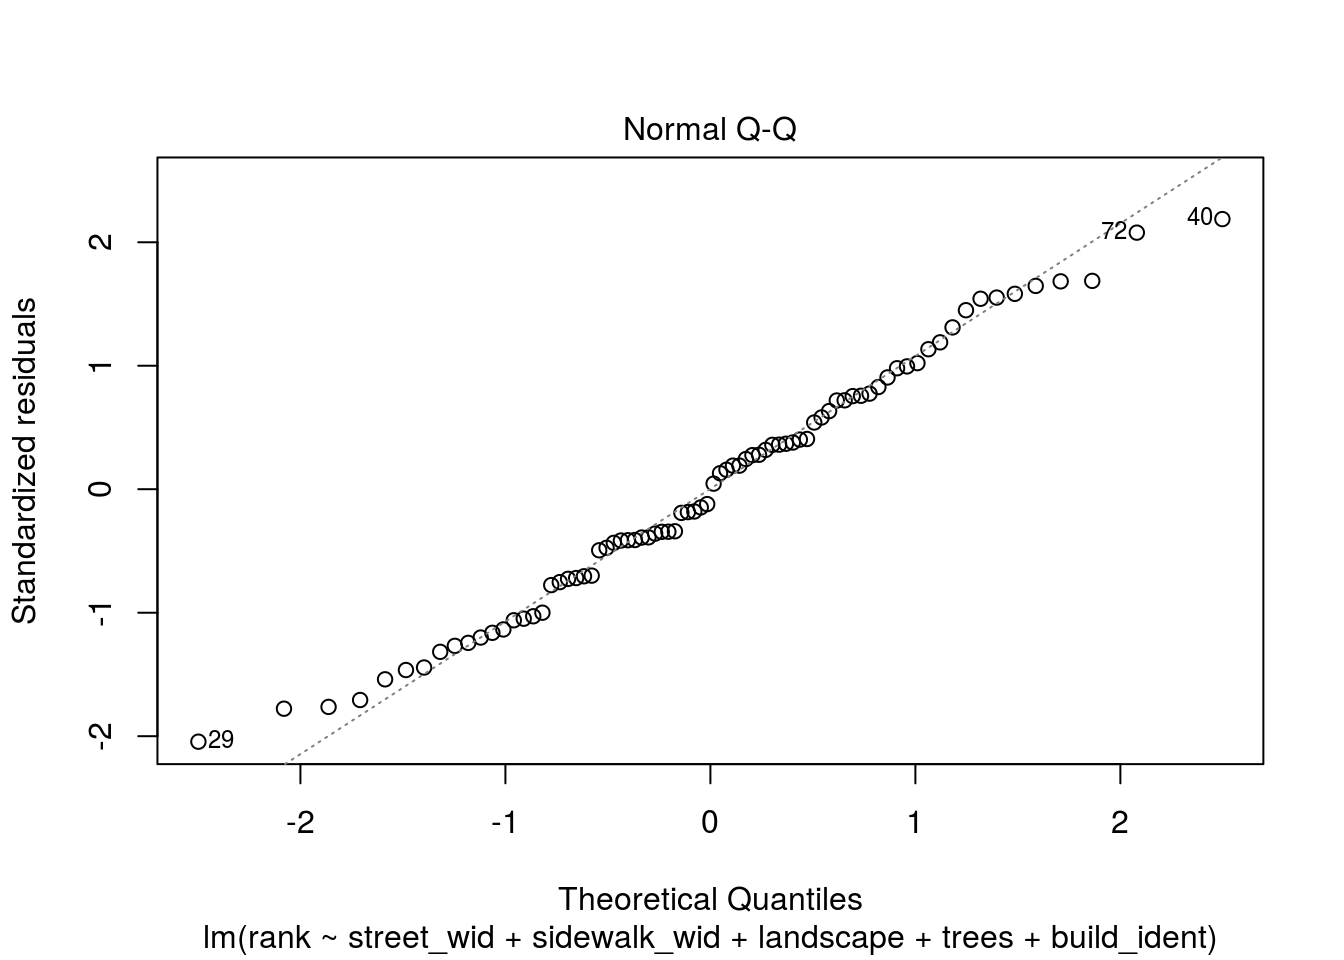 Normal Q-Q
Standardized residuals
2
1
0
-1
-2
72
40
29
-2 -1 0 1 2
Theoretical Quantiles
lm(rank ~ street_wid + sidewalk_wid + landscape + trees + build_ident)